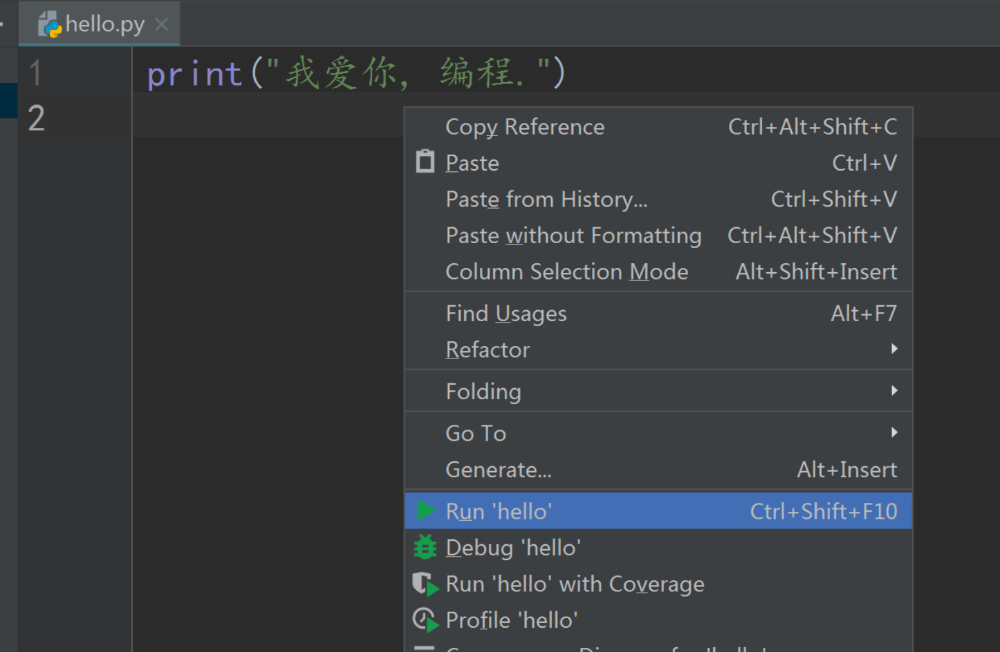 hello.py
1 print("我爱你, 编程.")
2
Copy Reference Ctrl+Alt+Shift+C
Paste Ctrl+V
Paste from History... Ctrl+Shift+V
Paste without Formatting Ctrl+Alt+Shift+V
Column Selection Mode Alt+Shift+Insert
Find Usages Alt+F7
Refactor
Folding
Go To
Generate... Alt+Insert
Run 'hello' Ctrl+Shift+F10
Debug 'hello'
Run 'hello' with Coverage
Profile 'hello'